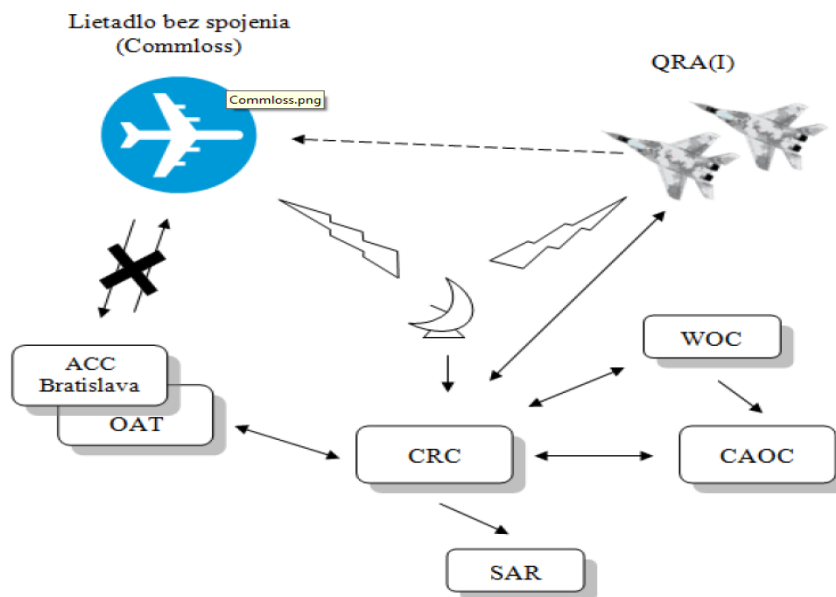 Lietadlo bez spojenia
(Commloss)
Commloss.png
QRA(I)
ACC
Bratislava
OAT
CRC
WOC
CAOC
SAR